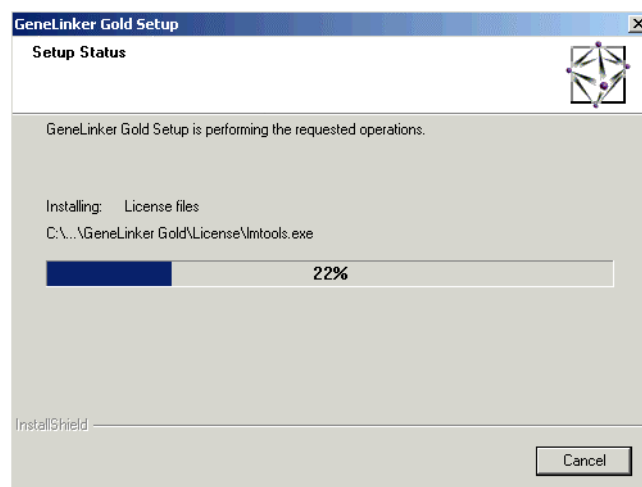 GeneLinker Gold Setup
Setup Status
GeneLinker Gold Setup is performing the requested operations.
Installing: License files
C:\...\GeneLinker Gold\License\lmtools.exe
22%
InstallShield
Cancel